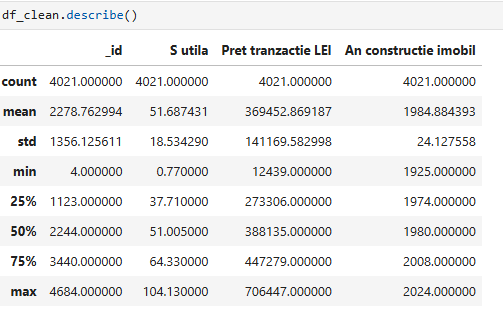 df_clean.describe()
_id S utila Pret tranzactie LEI An constructie imobil
count 4021.000000 4021.000000 4021.000000 4021.000000
mean 2278.762994 51.687431 369452.869187 1984.884393
std 1356.125611 18.534290 141169.582998 24.127558
min 4.000000 0.770000 12439.000000 1925.000000
25% 1123.000000 37.710000 273306.000000 1974.000000
50% 2244.000000 51.005000 388135.000000 1980.000000
75% 3440.000000 64.330000 447279.000000 2008.000000
max 4684.000000 104.130000 706447.000000 2024.000000